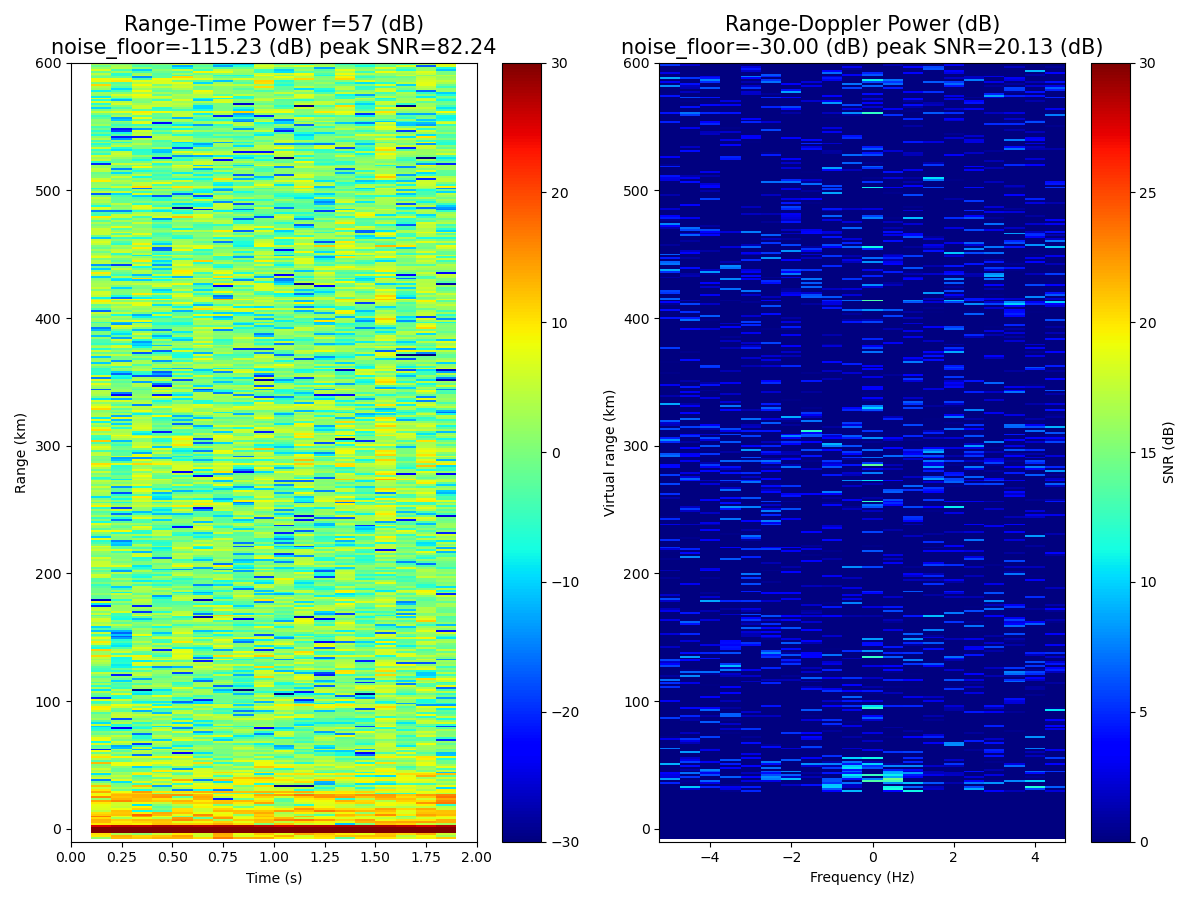 Range-Time Power f=57 (dB)
noise_floor=-115.23 (dB) peak SNR=82.24
Range-Doppler Power (dB)
noise_floor=-30.00 (dB) peak SNR=20.13 (dB)
600
500
400
300
200
100
0
Range (km)
0.00 0.25 0.50 0.75 1.00 1.25 1.50 1.75 2.00
Time (s)
30
20
10
0
−10
−20
−30
600
500
400
300
200
100
0
Virtual range (km)
−4 −2 0 2 4
Frequency (Hz)
30
25
20
15
10
5
0
SNR (dB)